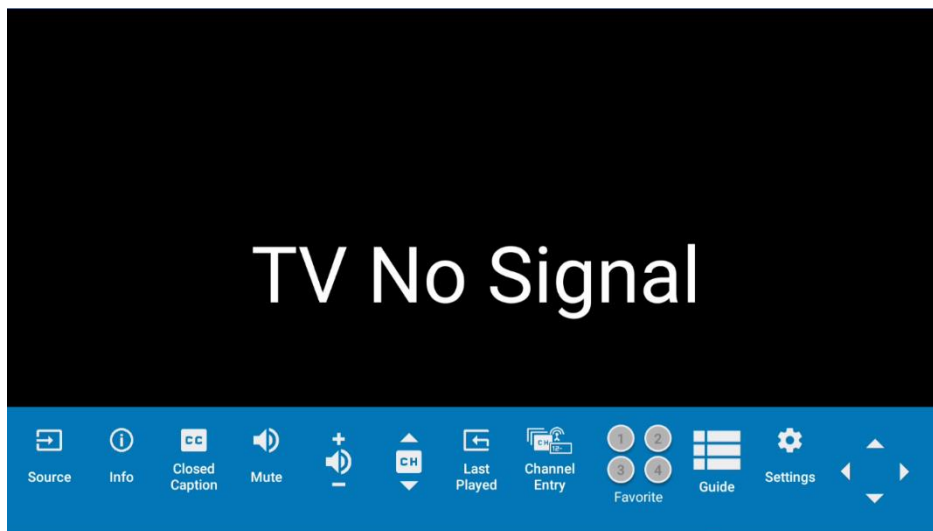 TV No Signal
Source
Info
CC
Closed
Caption
Mute
+
-
CH
Last
Played
CH
12-
Channel
Entry
1 2
3 4
Favorite
Guide
Settings